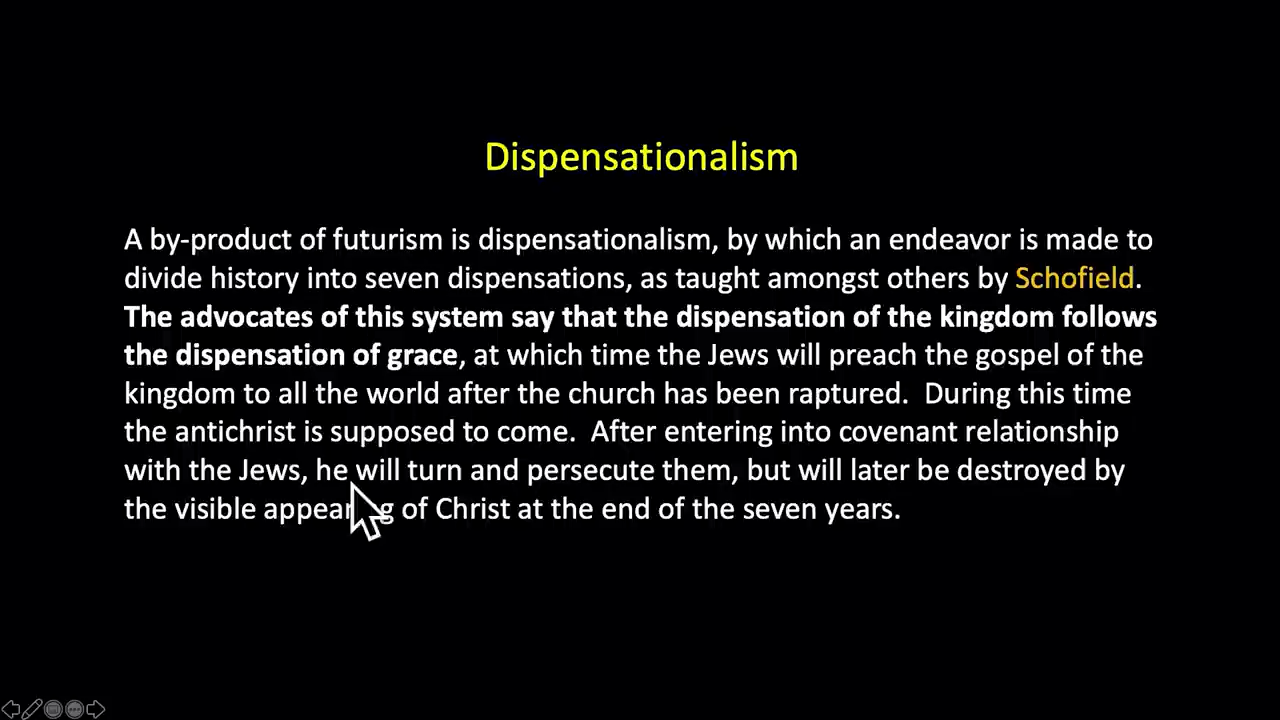 Dispensationalism
A by-product of futurism is dispensationalism, by which an endeavor is made to
divide history into seven dispensations, as taught amongst others by Schofield.
The advocates of this system say that the dispensation of the kingdom follows
the dispensation of grace, at which time the Jews will preach the gospel of the
kingdom to all the world after the church has been raptured.  During this time
the antichrist is supposed to come.  After entering into covenant relationship
with the Jews, he will turn and persecute them, but will later be destroyed by
the visible appearing of Christ at the end of the seven years.